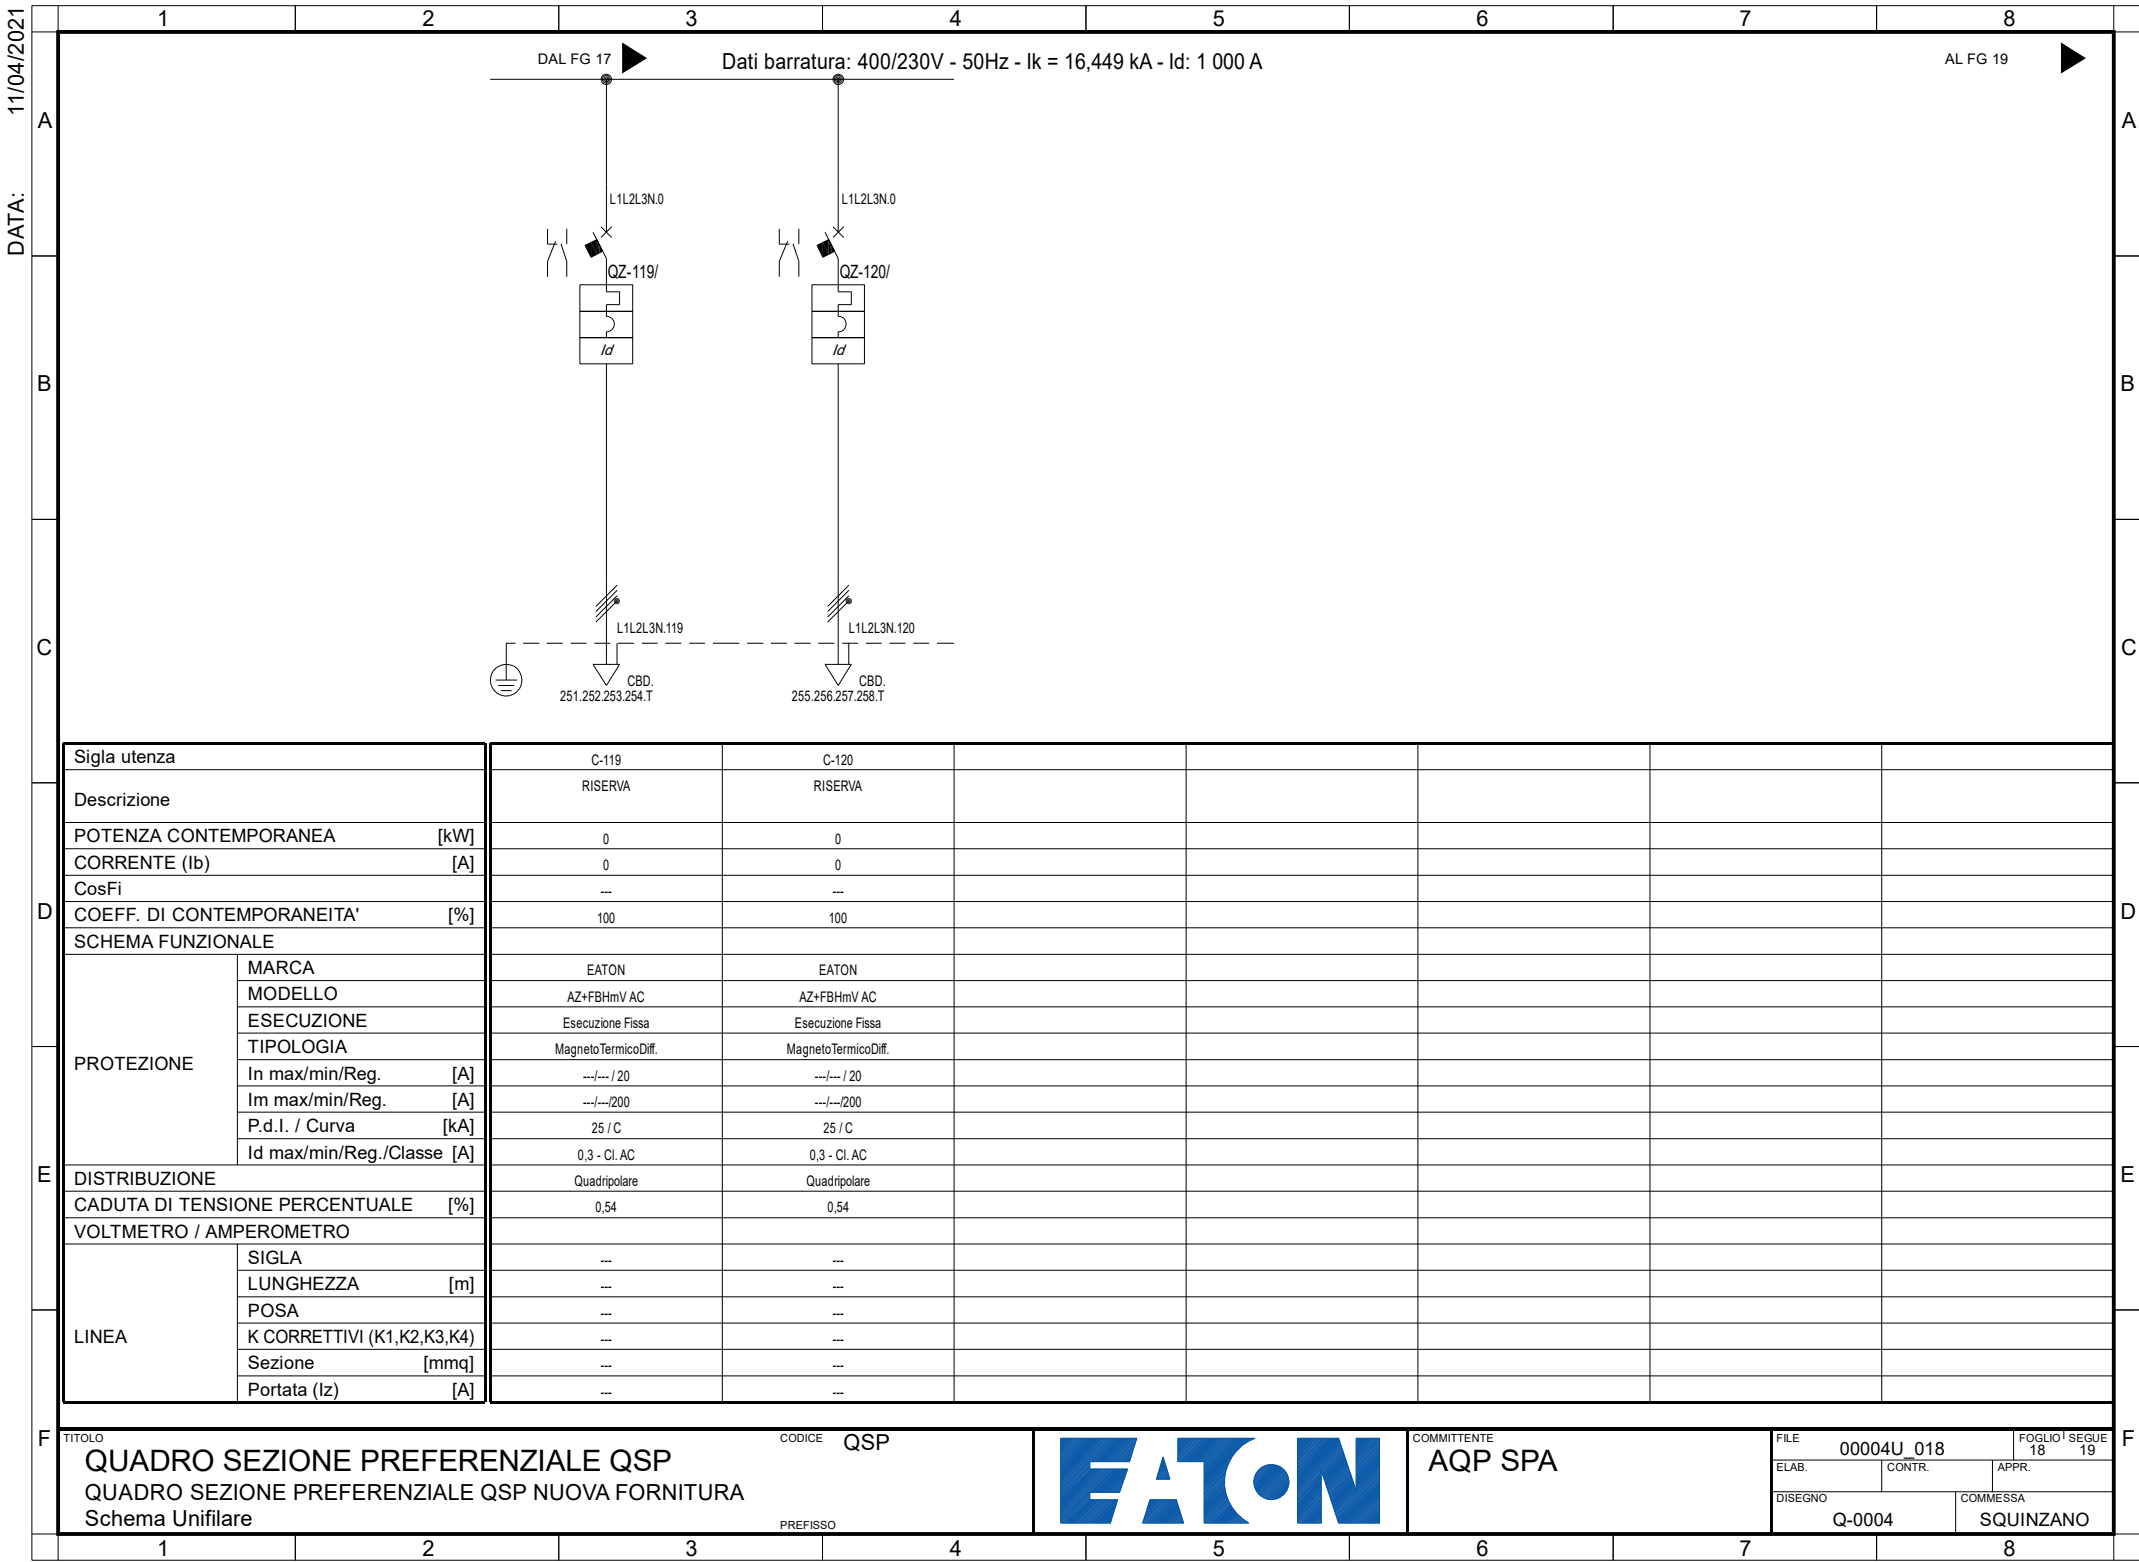 1 2 3 4 5 6 7 8
DATA: 11/04/2021
DAL FG 17
Dati barratura: 400/230V - 50Hz - Ik = 16,449 kA - Id: 1 000 A
AL FG 19
A A
L1L2L3N.0 L1L2L3N.0
QZ-119/ QZ-120/
Id Id
B B
L1L2L3N.119 L1L2L3N.120
C C
CBD. CBD.
251.252.253.254.T 255.256.257.258.T
Sigla utenza C-119 C-120
Descrizione RISERVA RISERVA
POTENZA CONTEMPORANEA [kW] 0 0
CORRENTE (Ib) [A] 0 0
CosFi --- ---
D D
COEFF. DI CONTEMPORANEITA' [%] 100 100
SCHEMA FUNZIONALE
PROTEZIONE
MARCA EATON EATON
MODELLO AZ+FBHmV AC AZ+FBHmV AC
ESECUZIONE Esecuzione Fissa Esecuzione Fissa
TIPOLOGIA MagnetoTermicoDiff. MagnetoTermicoDiff.
In max/min/Reg. [A] ---/--- / 20 ---/--- / 20
Im max/min/Reg. [A] ---/---/200 ---/---/200
P.d.I. / Curva [kA] 25 / C 25 / C
Id max/min/Reg./Classe [A] 0,3 - Cl. AC 0,3 - Cl. AC
E E
DISTRIBUZIONE Quadripolare Quadripolare
CADUTA DI TENSIONE PERCENTUALE [%] 0,54 0,54
VOLTMETRO / AMPEROMETRO
LINEA
SIGLA --- ---
LUNGHEZZA [m] --- ---
POSA --- ---
K CORRETTIVI (K1,K2,K3,K4) --- ---
Sezione [mmq] --- ---
Portata (Iz) [A] --- ---
F F
TITOLO
QUADRO SEZIONE PREFERENZIALE QSP
QUADRO SEZIONE PREFERENZIALE QSP NUOVA FORNITURA
Schema Unifilare
CODICE QSP
PREFISSO
EATON
COMMITTENTE
AQP SPA
FILE 00004U_018
FOGLIO 18 SEGUE 19
ELAB. CONTR. APPR.
DISEGNO COMMESSA
Q-0004 SQUINZANO
1 2 3 4 5 6 7 8